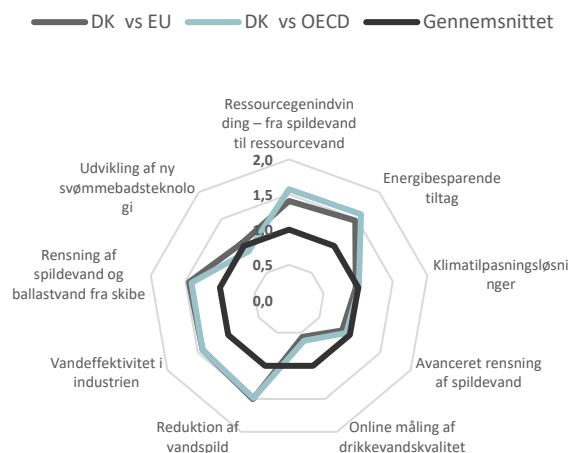 DK vs EU DK vs OECD Gennemsnittet
Ressourcegenindvin
ding – fra spildevand
til ressourcevand
Udvikling af ny
svømmebadsteknolo
gi
Energibesparende
tiltag
2,0
1,5
1,0
0,5
0,0
Rensning af
spildevand og
ballastvand fra skibe
Klimatilpasningsløsni
nger
Vandeffektivitet i
industrien
Avanceret rensning
af spildevand
Reduktion af
vandspild
Online måling af
drikkevandskvalitet